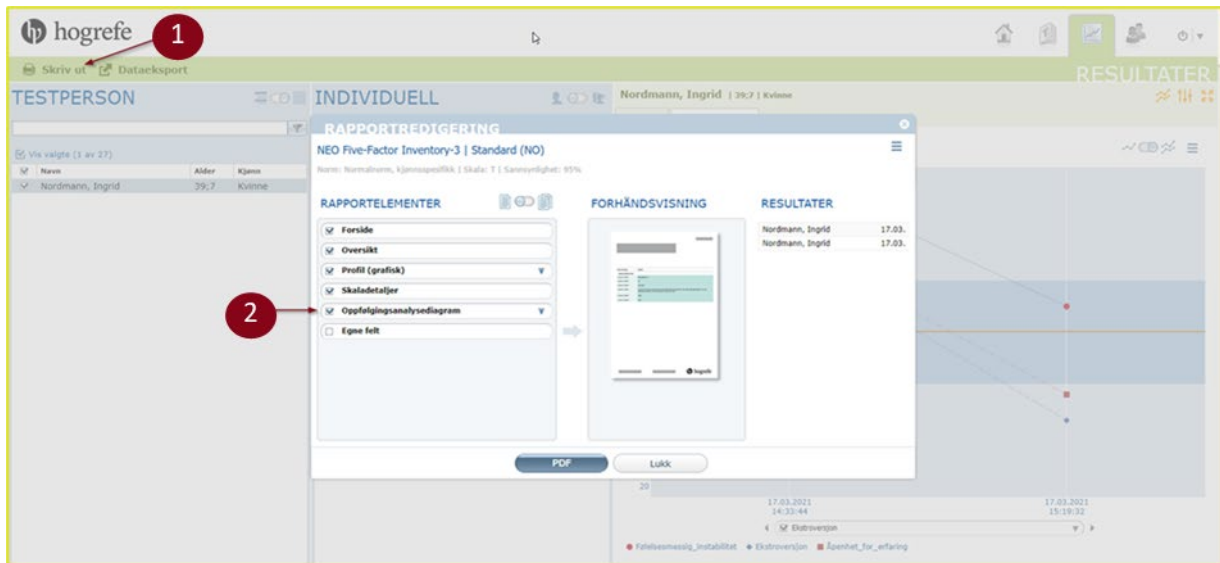 hogrefe
1
Skriv ut Dataeksport
RESULTATER
TESTPERSON
INDIVIDUELL
Nordmann, Ingrid | 39;7 | Kvinne
Vis valgte (1 av 27)
Navn Alder Kjønn
Nordmann, Ingrid 39;7 Kvinne
RAPPORTREDIGERING
NEO Five-Factor Inventory-3 | Standard (NO)
Norm: Normalnorm, kjønnsspesifikk | Skala: T | Sannsynlighet: 95%
RAPPORTELEMENTER
FORHÅNDSVISNING
RESULTATER
Forside
Oversikt
Profil (grafisk)
Skaladetaljer
Oppfølgingsanalysediagram
Egne felt
2
hogrefe
Nordmann, Ingrid 17.03.
Nordmann, Ingrid 17.03.
PDF
Lukk
20
17.03.2021
14:33:44
17.03.2021
15:19:32
Ekstroversjon
Følelsesmessig_instabilitet Ekstroversjon Åpenhet_for_erfaring